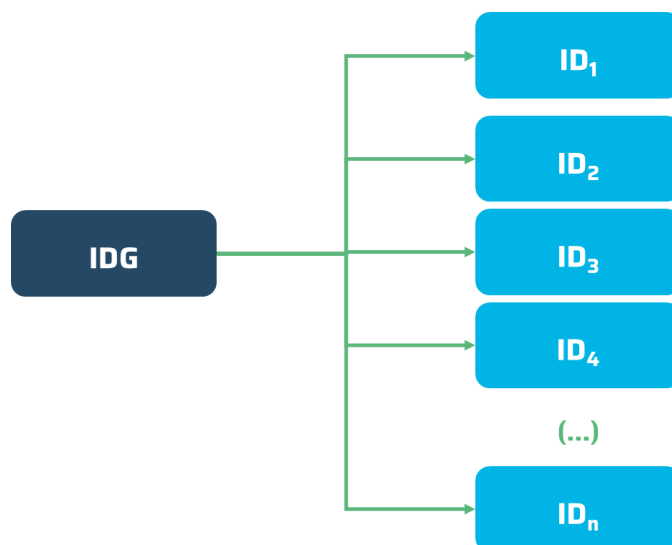 ID₁
ID₂
IDG
ID₃
ID₄
(...)
IDₙ